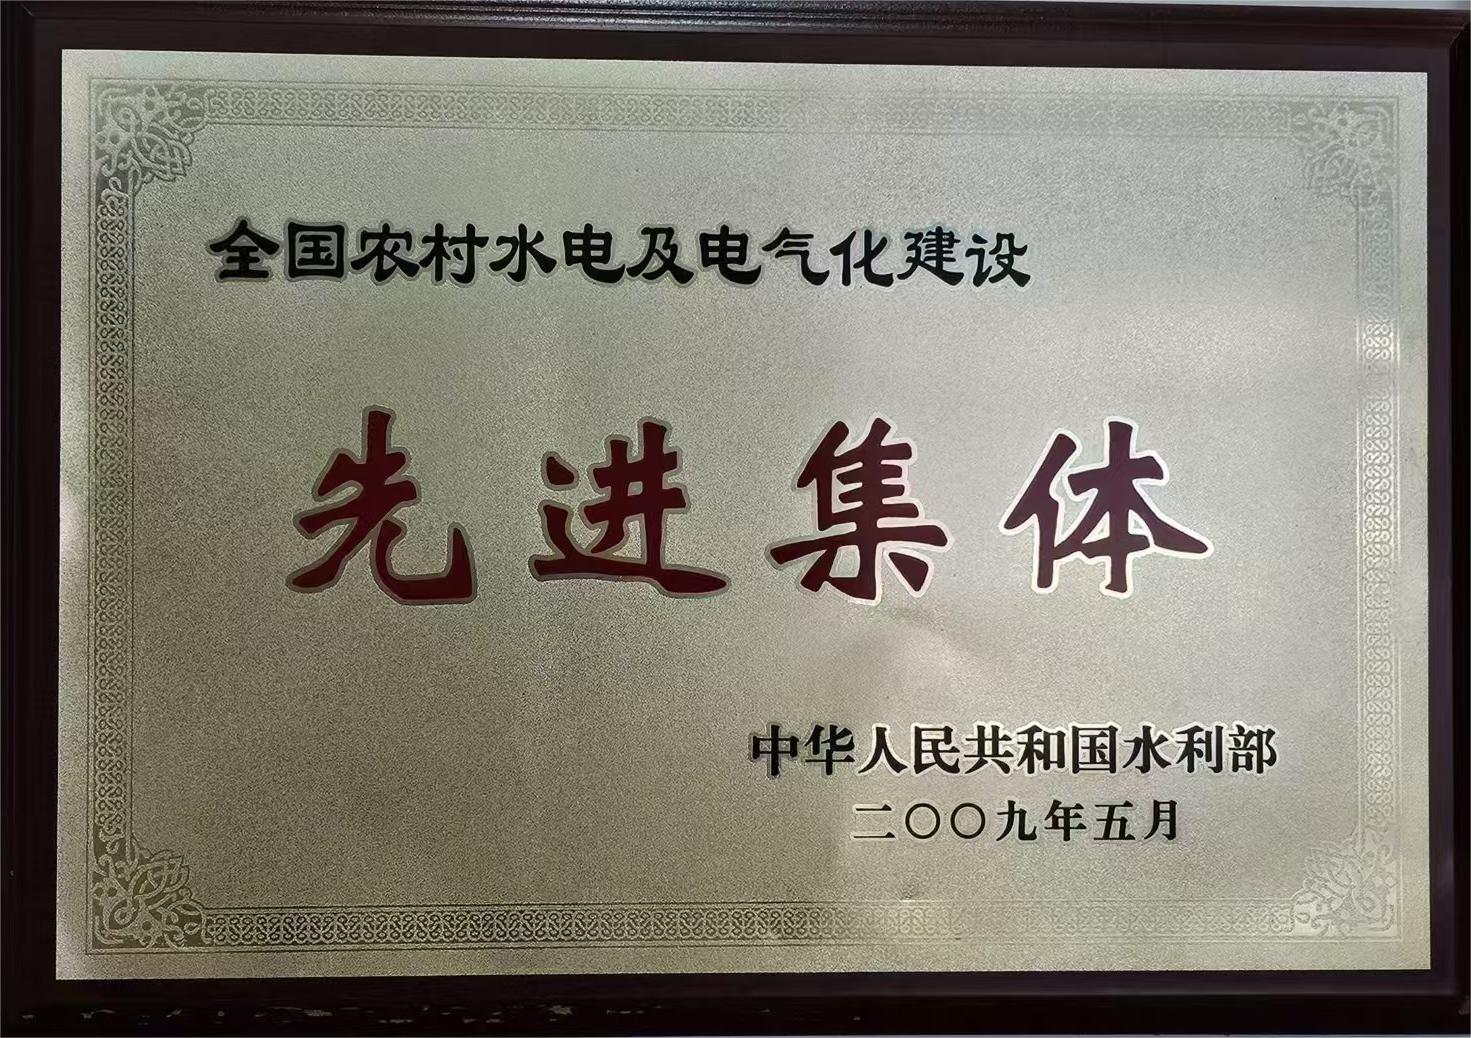 全国农村水电及电气化建设
先进集体
中华人民共和国水利部
二〇〇九年五月